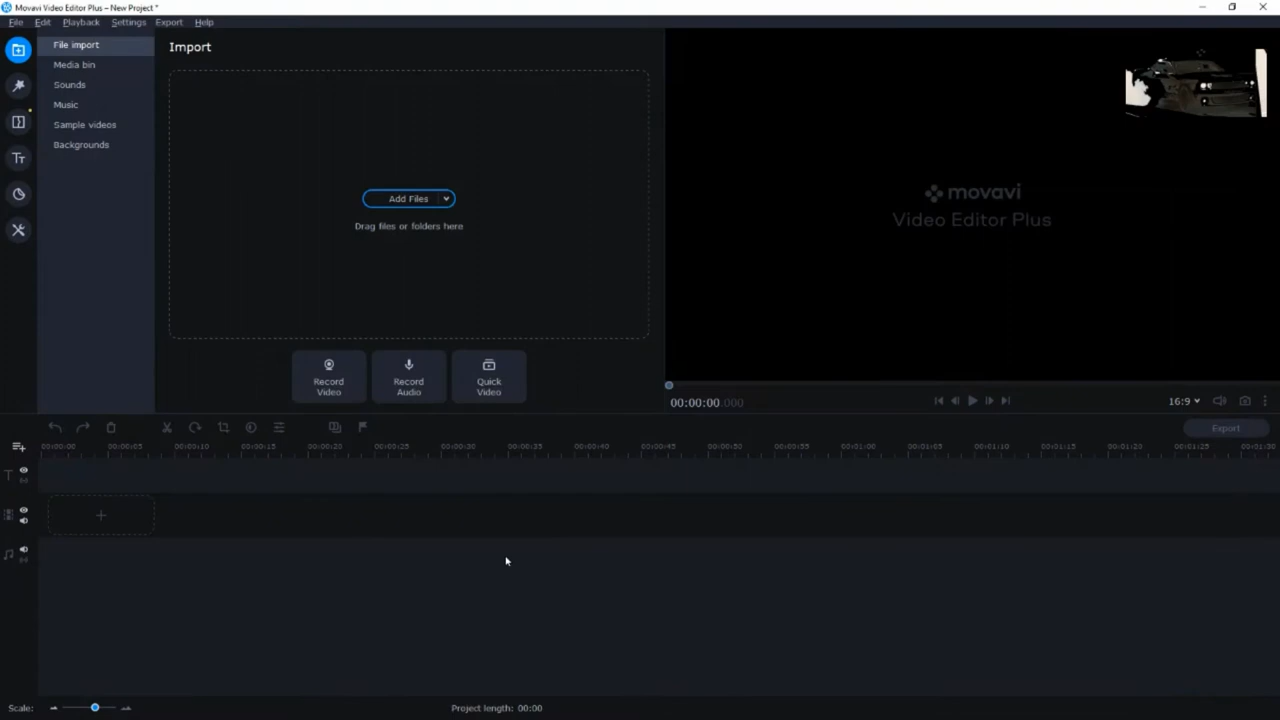 Movavi Video Editor Plus – New Project *
File Edit Playback Settings Export Help
File import
Media bin
Sounds
Music
Sample videos
Backgrounds
Import
Add Files
Drag files or folders here
Record Video
Record Audio
Quick Video
movavi
Video Editor Plus
00:00:00.000
16:9
Export
00:00:00 00:00:05 00:00:10 00:00:15 00:00:20 00:00:25 00:00:30 00:00:35 00:00:40 00:00:45 00:00:50 00:00:55 00:01:00 00:01:05 00:01:10 00:01:15 00:01:20 00:01:25 00:01:30
Scale:
Project length: 00:00